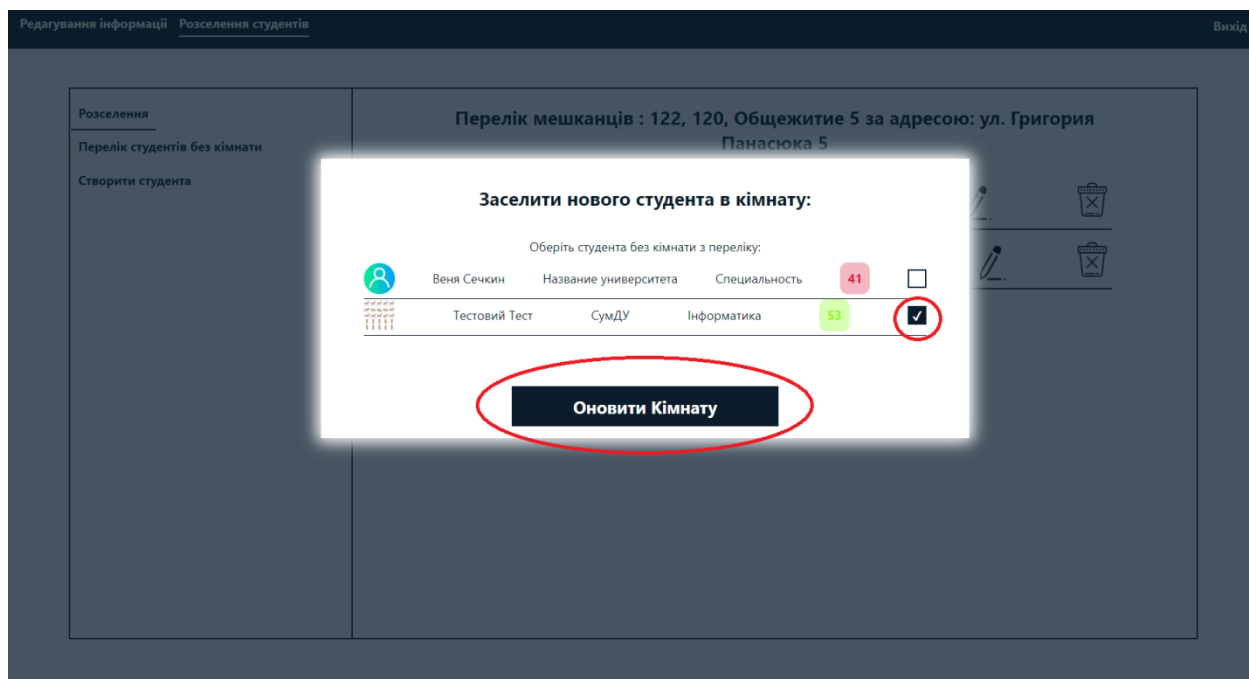 Редагування інформації Розселення студентів Вихід
Розселення
Перелік студентів без кімнати
Створити студента
Перелік мешканців : 122, 120, Общежитие 5 за адресою: ул. Григория
Панасюка 5
Заселити нового студента в кімнату:
Оберіть студента без кімнати з переліку:
Веня Сечкин Название университета Специальность 41
Тестовий Тест СумДУ Інформатика 53
Оновити Кімнату